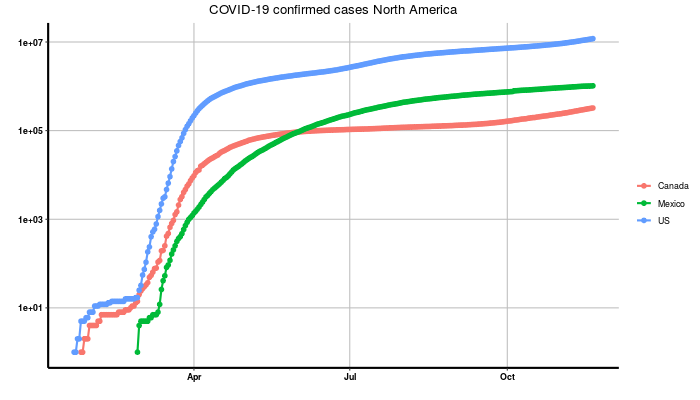 COVID-19 confirmed cases North America
1e+07
1e+05
1e+03
1e+01
Apr
Jul
Oct
Canada
Mexico
US